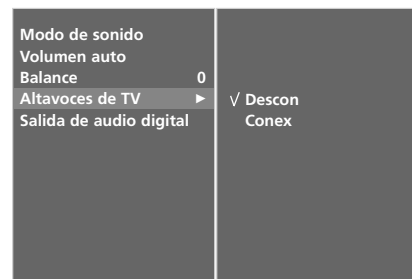 Modo de sonido
Volumen auto
Balance 0
Altavoces de TV ►
Salida de audio digital
√ Descon
Conex